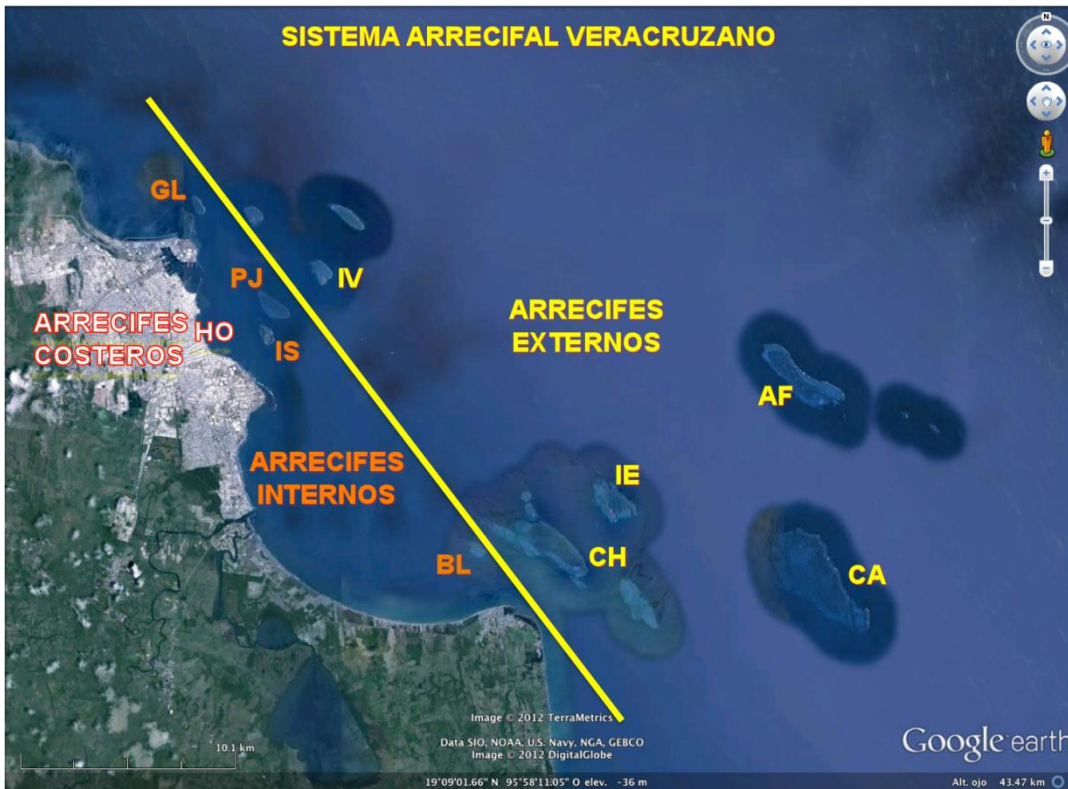 SISTEMA ARRECIFAL VERACRUZANO
N
GL
PJ
IV
ARRECIFES
EXTERNOS
ARRECIFES
COSTEROS
HO
IS
AF
ARRECIFES
INTERNOS
IE
BL
CH
CA
Image © 2012 TerraMetrics
Data SIO, NOAA, U.S. Navy, NGA, GEBCO
Image © 2012 DigitalGlobe
10.1 km
Google earth
19°09'01.66" N 95°58'11.05" O elev. -36 m
Alt. ojo 43.47 km